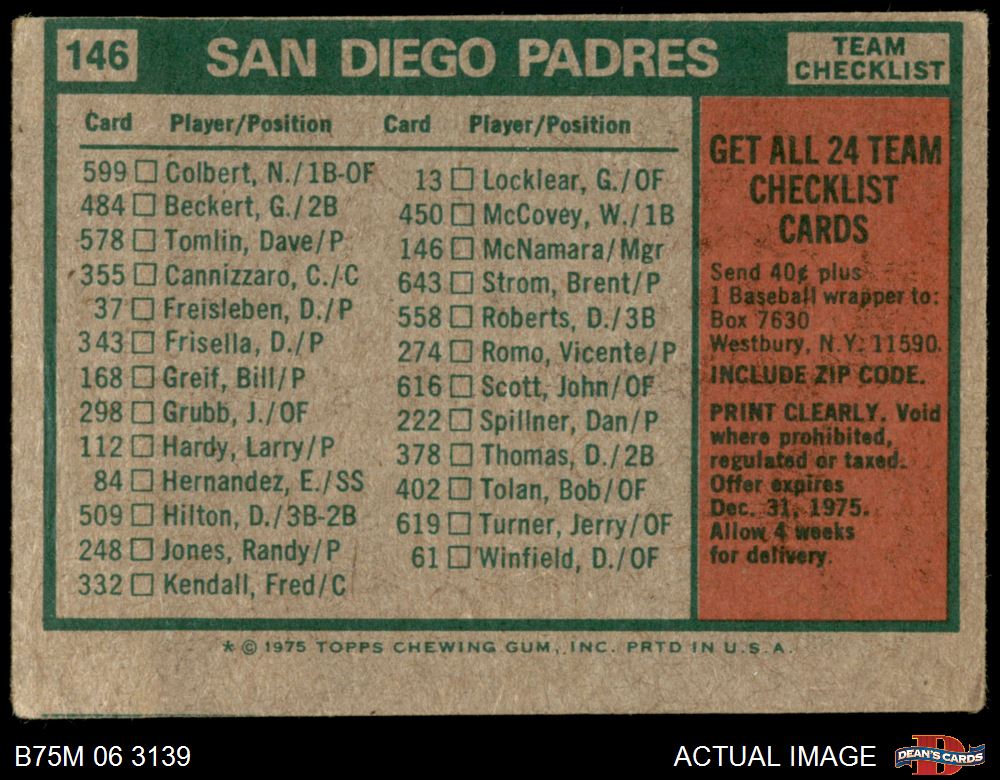 146
SAN DIEGO PADRES
TEAM
CHECKLIST
Card Player/Position
599 Colbert, N./1B-OF
484 Beckert, G./2B
578 Tomlin, Dave/P
355 Cannizzaro, C./C
37 Freisleben, D./P
343 Frisella, D./P
168 Greif, Bill/P
298 Grubb, J./OF
112 Hardy, Larry/P
84 Hernandez, E./SS
509 Hilton, D./3B-2B
248 Jones, Randy/P
332 Kendall, Fred/C
Card Player/Position
13 Locklear, G./OF
450 McCovey, W./1B
146 McNamara/Mgr
643 Strom, Brent/P
558 Roberts, D./3B
274 Romo, Vicente/P
616 Scott, John/OF
222 Spillner, Dan/P
378 Thomas, D./2B
402 Tolan, Bob/OF
619 Turner, Jerry/OF
61 Winfield, D./OF
GET ALL 24 TEAM
CHECKLIST
CARDS
Send 40¢ plus
1 Baseball wrapper to:
Box 7630
Westbury, N.Y. 11590.
INCLUDE ZIP CODE.
PRINT CLEARLY. Void
where prohibited,
regulated or taxed.
Offer expires
Dec. 31, 1975.
Allow 4 weeks
for delivery.
* © 1975 TOPPS CHEWING GUM, INC. PRTD IN U.S.A.
B75M 06 3139
ACTUAL IMAGE
DEAN'S CARDS